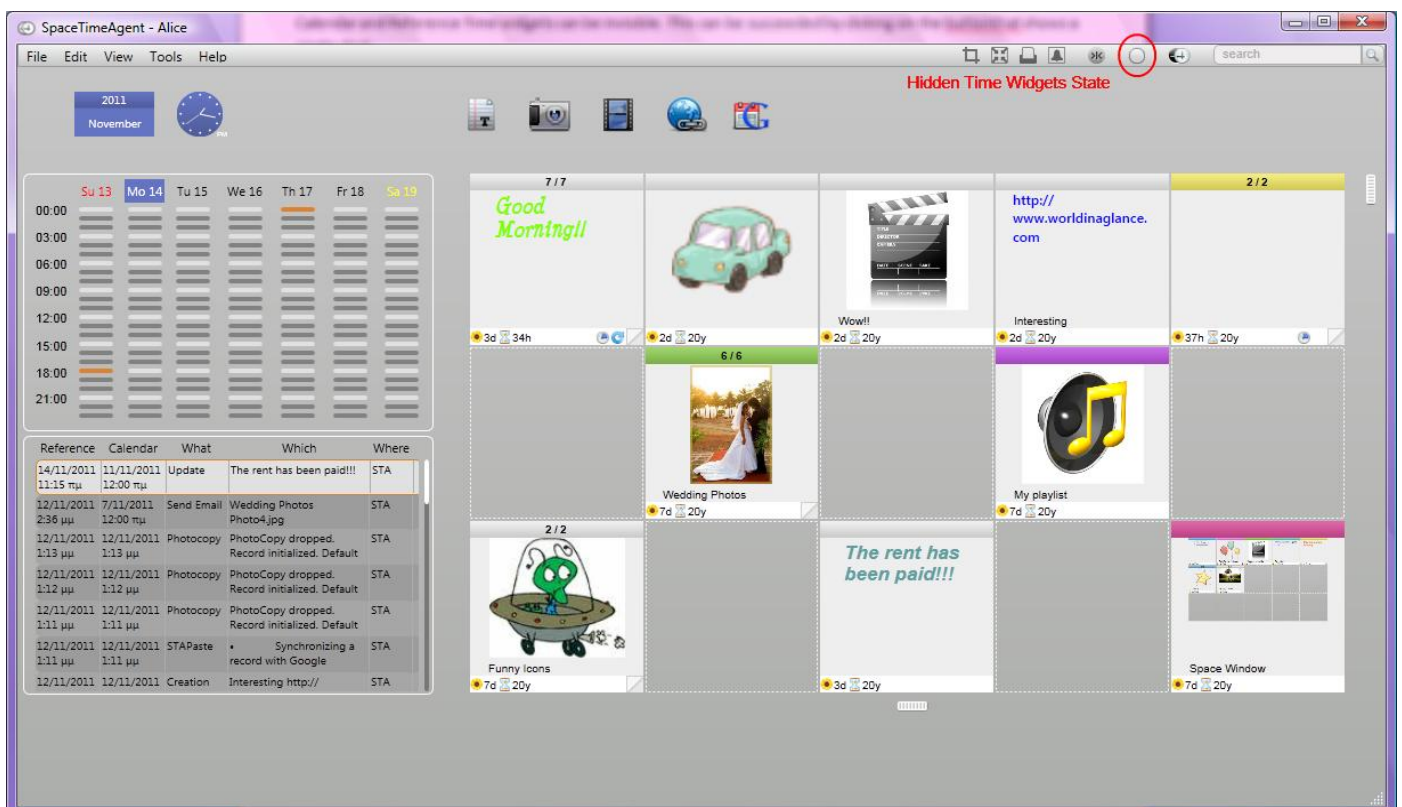 SpaceTimeAgent - Alice
File Edit View Tools Help
search
Hidden Time Widgets State
2011
November
PM
Su 13 Mo 14 Tu 15 We 16 Th 17 Fr 18 Sa 19
00:00
03:00
06:00
09:00
12:00
15:00
18:00
21:00
Reference Calendar What Which Where
14/11/2011 11/11/2011 Update The rent has been paid!!! STA
11:15 πμ 12:00 πμ
12/11/2011 7/11/2011 Send Email Wedding Photos STA
2:36 μμ 12:00 πμ Photo4.jpg
12/11/2011 12/11/2011 Photocopy PhotoCopy dropped. STA
1:13 μμ 1:13 μμ Record initialized. Default
12/11/2011 12/11/2011 Photocopy PhotoCopy dropped. STA
1:12 μμ 1:12 μμ Record initialized. Default
12/11/2011 12/11/2011 Photocopy PhotoCopy dropped. STA
1:11 μμ 1:11 μμ Record initialized. Default
12/11/2011 12/11/2011 STAPaste • Synchronizing a STA
1:11 μμ 1:11 μμ record with Google
12/11/2011 12/11/2011 Creation Interesting http:// STA
7 / 7
Good
Morning!!
3d 34h
2d 20y
Wow!!
2d 20y
http://
www.worldinaglance.
com
Interesting
2d 20y
2 / 2
37h 20y
6 / 6
Wedding Photos
7d 20y
My playlist
7d 20y
2 / 2
Funny Icons
7d 20y
The rent has
been paid!!!
3d 20y
Space Window
7d 20y